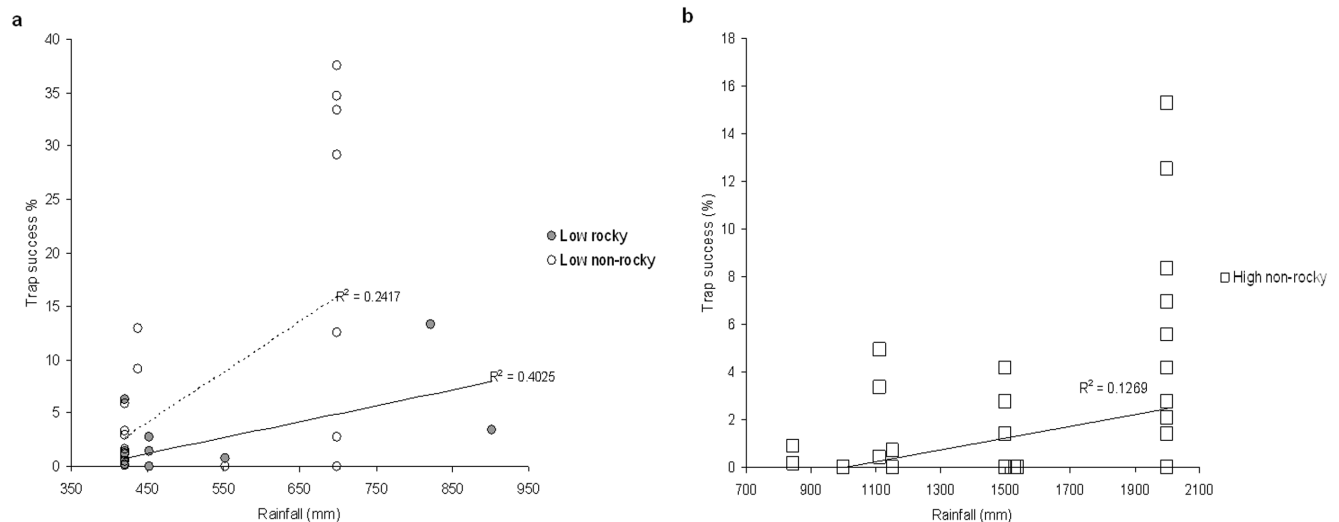 a
40
35
30
25
20
15
10
5
0
Trap success %
350
450
550
650
750
850
950
Rainfall (mm)
R² = 0.2417
R² = 0.4025
Low rocky
Low non-rocky
b
18
16
14
12
10
8
6
4
2
0
Trap success (%)
700
900
1100
1300
1500
1700
1900
2100
Rainfall (mm)
R² = 0.1269
High non-rocky